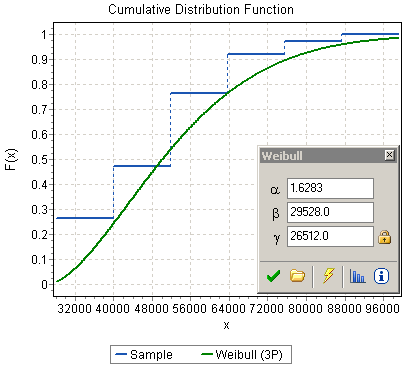 Cumulative Distribution Function
F(x)
1
0.9
0.8
0.7
0.6
0.5
0.4
0.3
0.2
0.1
0
Weibull
α 1.6283
β 29528.0
γ 26512.0
32000 40000 48000 56000 64000 72000 80000 88000 96000
x
Sample Weibull (3P)